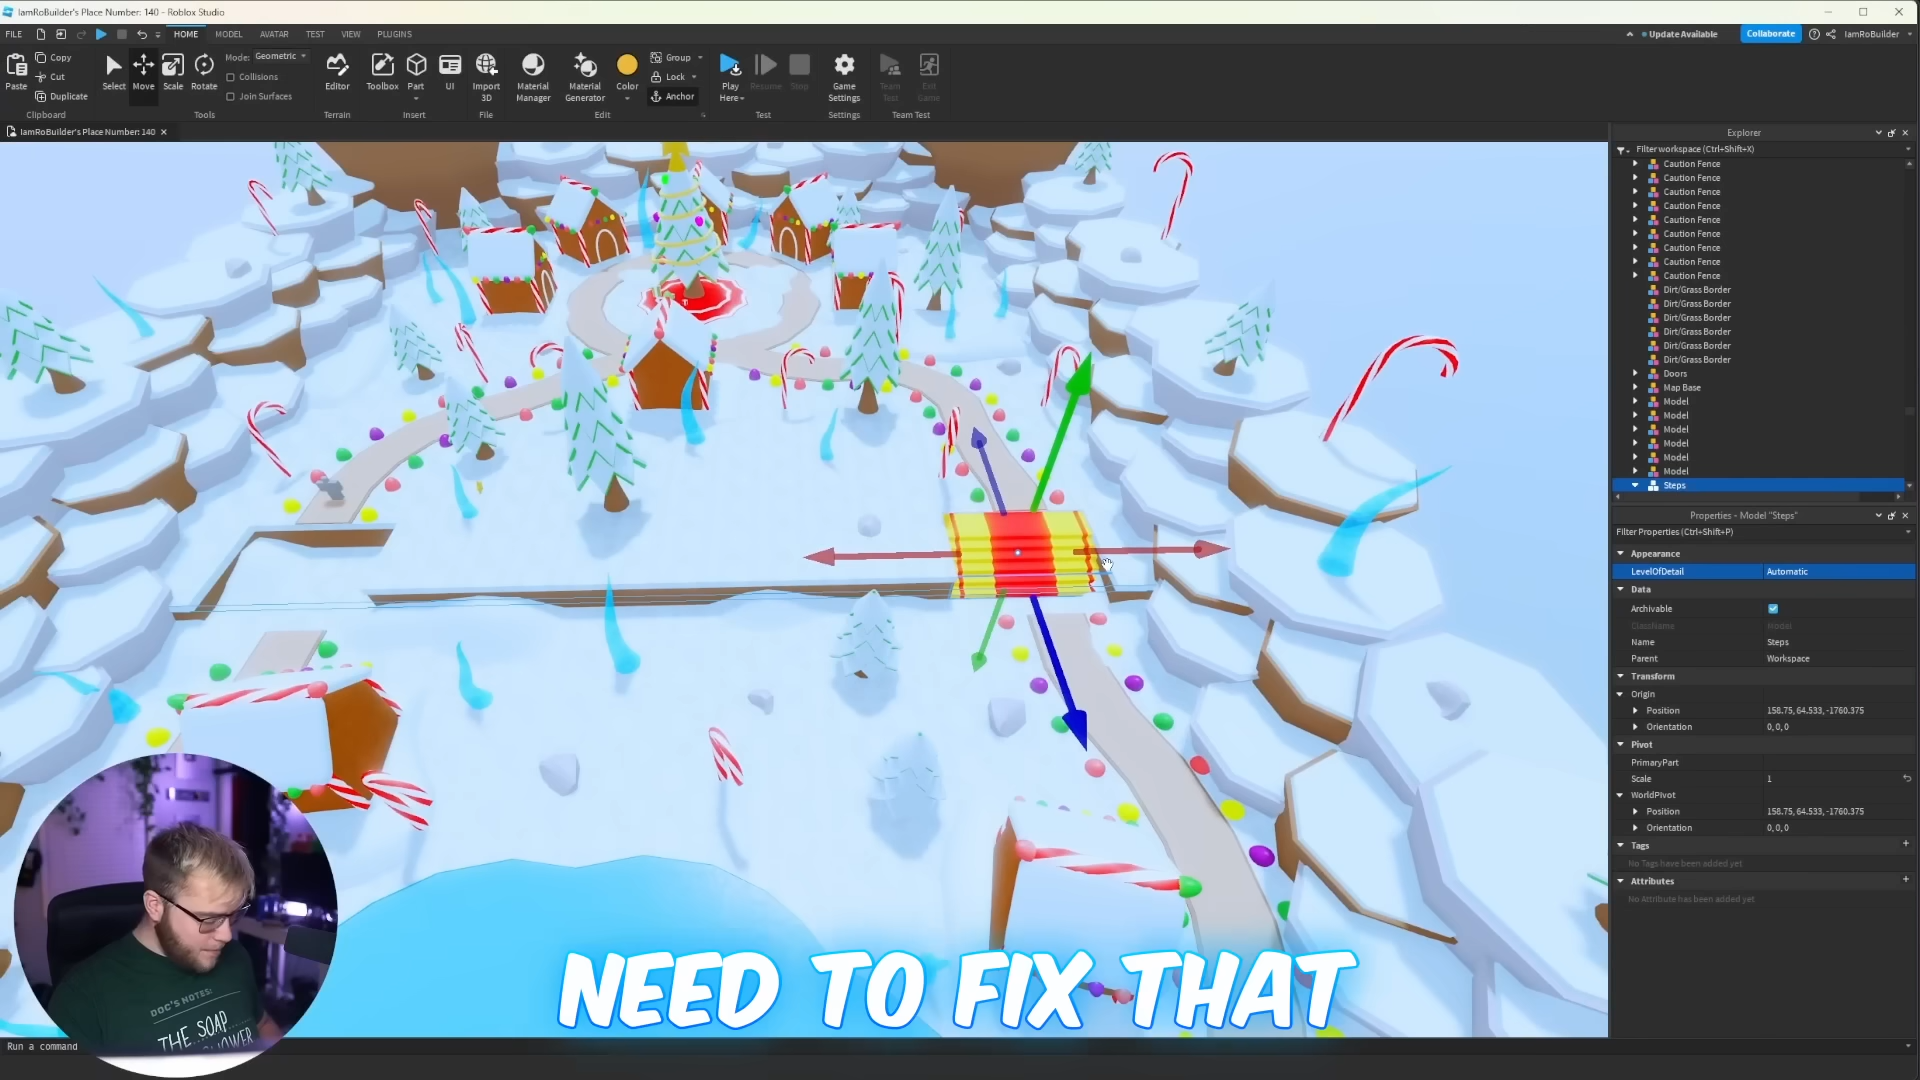 IamRoBuilder's Place Number: 140 - Roblox Studio
FILE HOME MODEL AVATAR TEST VIEW PLUGINS
Update Available Collaborate IamRoBuilder
Paste
Copy
Cut
Duplicate
Clipboard
Select Move Scale Rotate
Mode: Geometric
Collisions
Join Surfaces
Tools
Editor
Terrain
Toolbox Part UI
Insert
Import 3D
File
Material Manager
Material Generator
Color
Group
Lock
Anchor
Edit
Play Here
Resume
Stop
Test
Game Settings
Settings
Team Test
Exit Game
Team Test
IamRoBuilder's Place Number: 140
Explorer
Filter workspace (Ctrl+Shift+X)
Caution Fence
Caution Fence
Caution Fence
Caution Fence
Caution Fence
Caution Fence
Caution Fence
Caution Fence
Caution Fence
Dirt/Grass Border
Dirt/Grass Border
Dirt/Grass Border
Dirt/Grass Border
Dirt/Grass Border
Dirt/Grass Border
Doors
Map Base
Model
Model
Model
Model
Model
Model
Steps
Properties - Model "Steps"
Filter Properties (Ctrl+Shift+P)
Appearance
LevelOfDetail Automatic
Data
Archivable
ClassName Model
Name Steps
Parent Workspace
Transform
Origin
Position 158.75, 64.533, -1760.375
Orientation 0, 0, 0
Pivot
PrimaryPart
Scale 1
WorldPivot
Position 158.75, 64.533, -1760.375
Orientation 0, 0, 0
Tags
No Tags have been added yet
Attributes
No Attribute has been added yet
DOC'S NOTES:
THE SOAP
NEED TO FIX THAT
Run a command